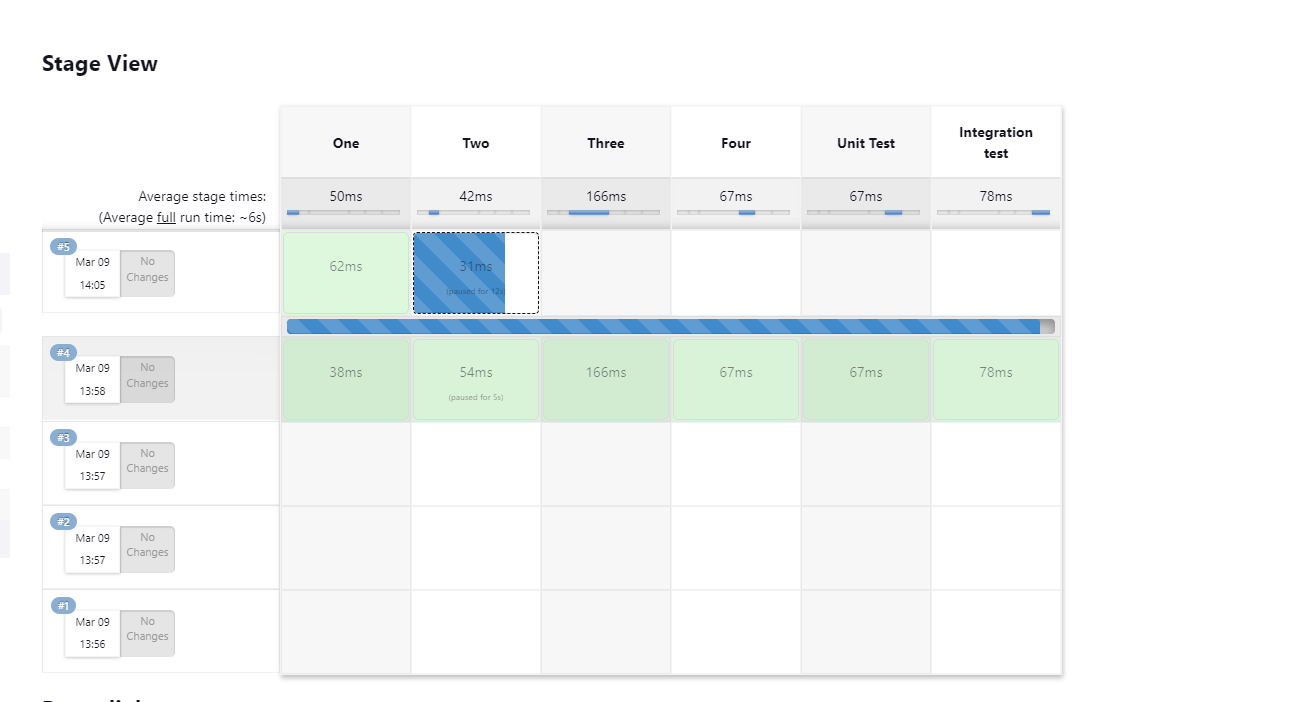 Stage View
One
Two
Three
Four
Unit Test
Integration
test
Average stage times:
(Average full run time: ~6s)
50ms
42ms
166ms
67ms
67ms
78ms
#5
Mar 09
14:05
No
Changes
62ms
31ms
(paused for 12s
#4
Mar 09
13:58
No
Changes
38ms
54ms
(paused for 5s)
166ms
67ms
67ms
78ms
#3
Mar 09
13:57
No
Changes
#2
Mar 09
13:57
No
Changes
#1
Mar 09
13:56
No
Changes